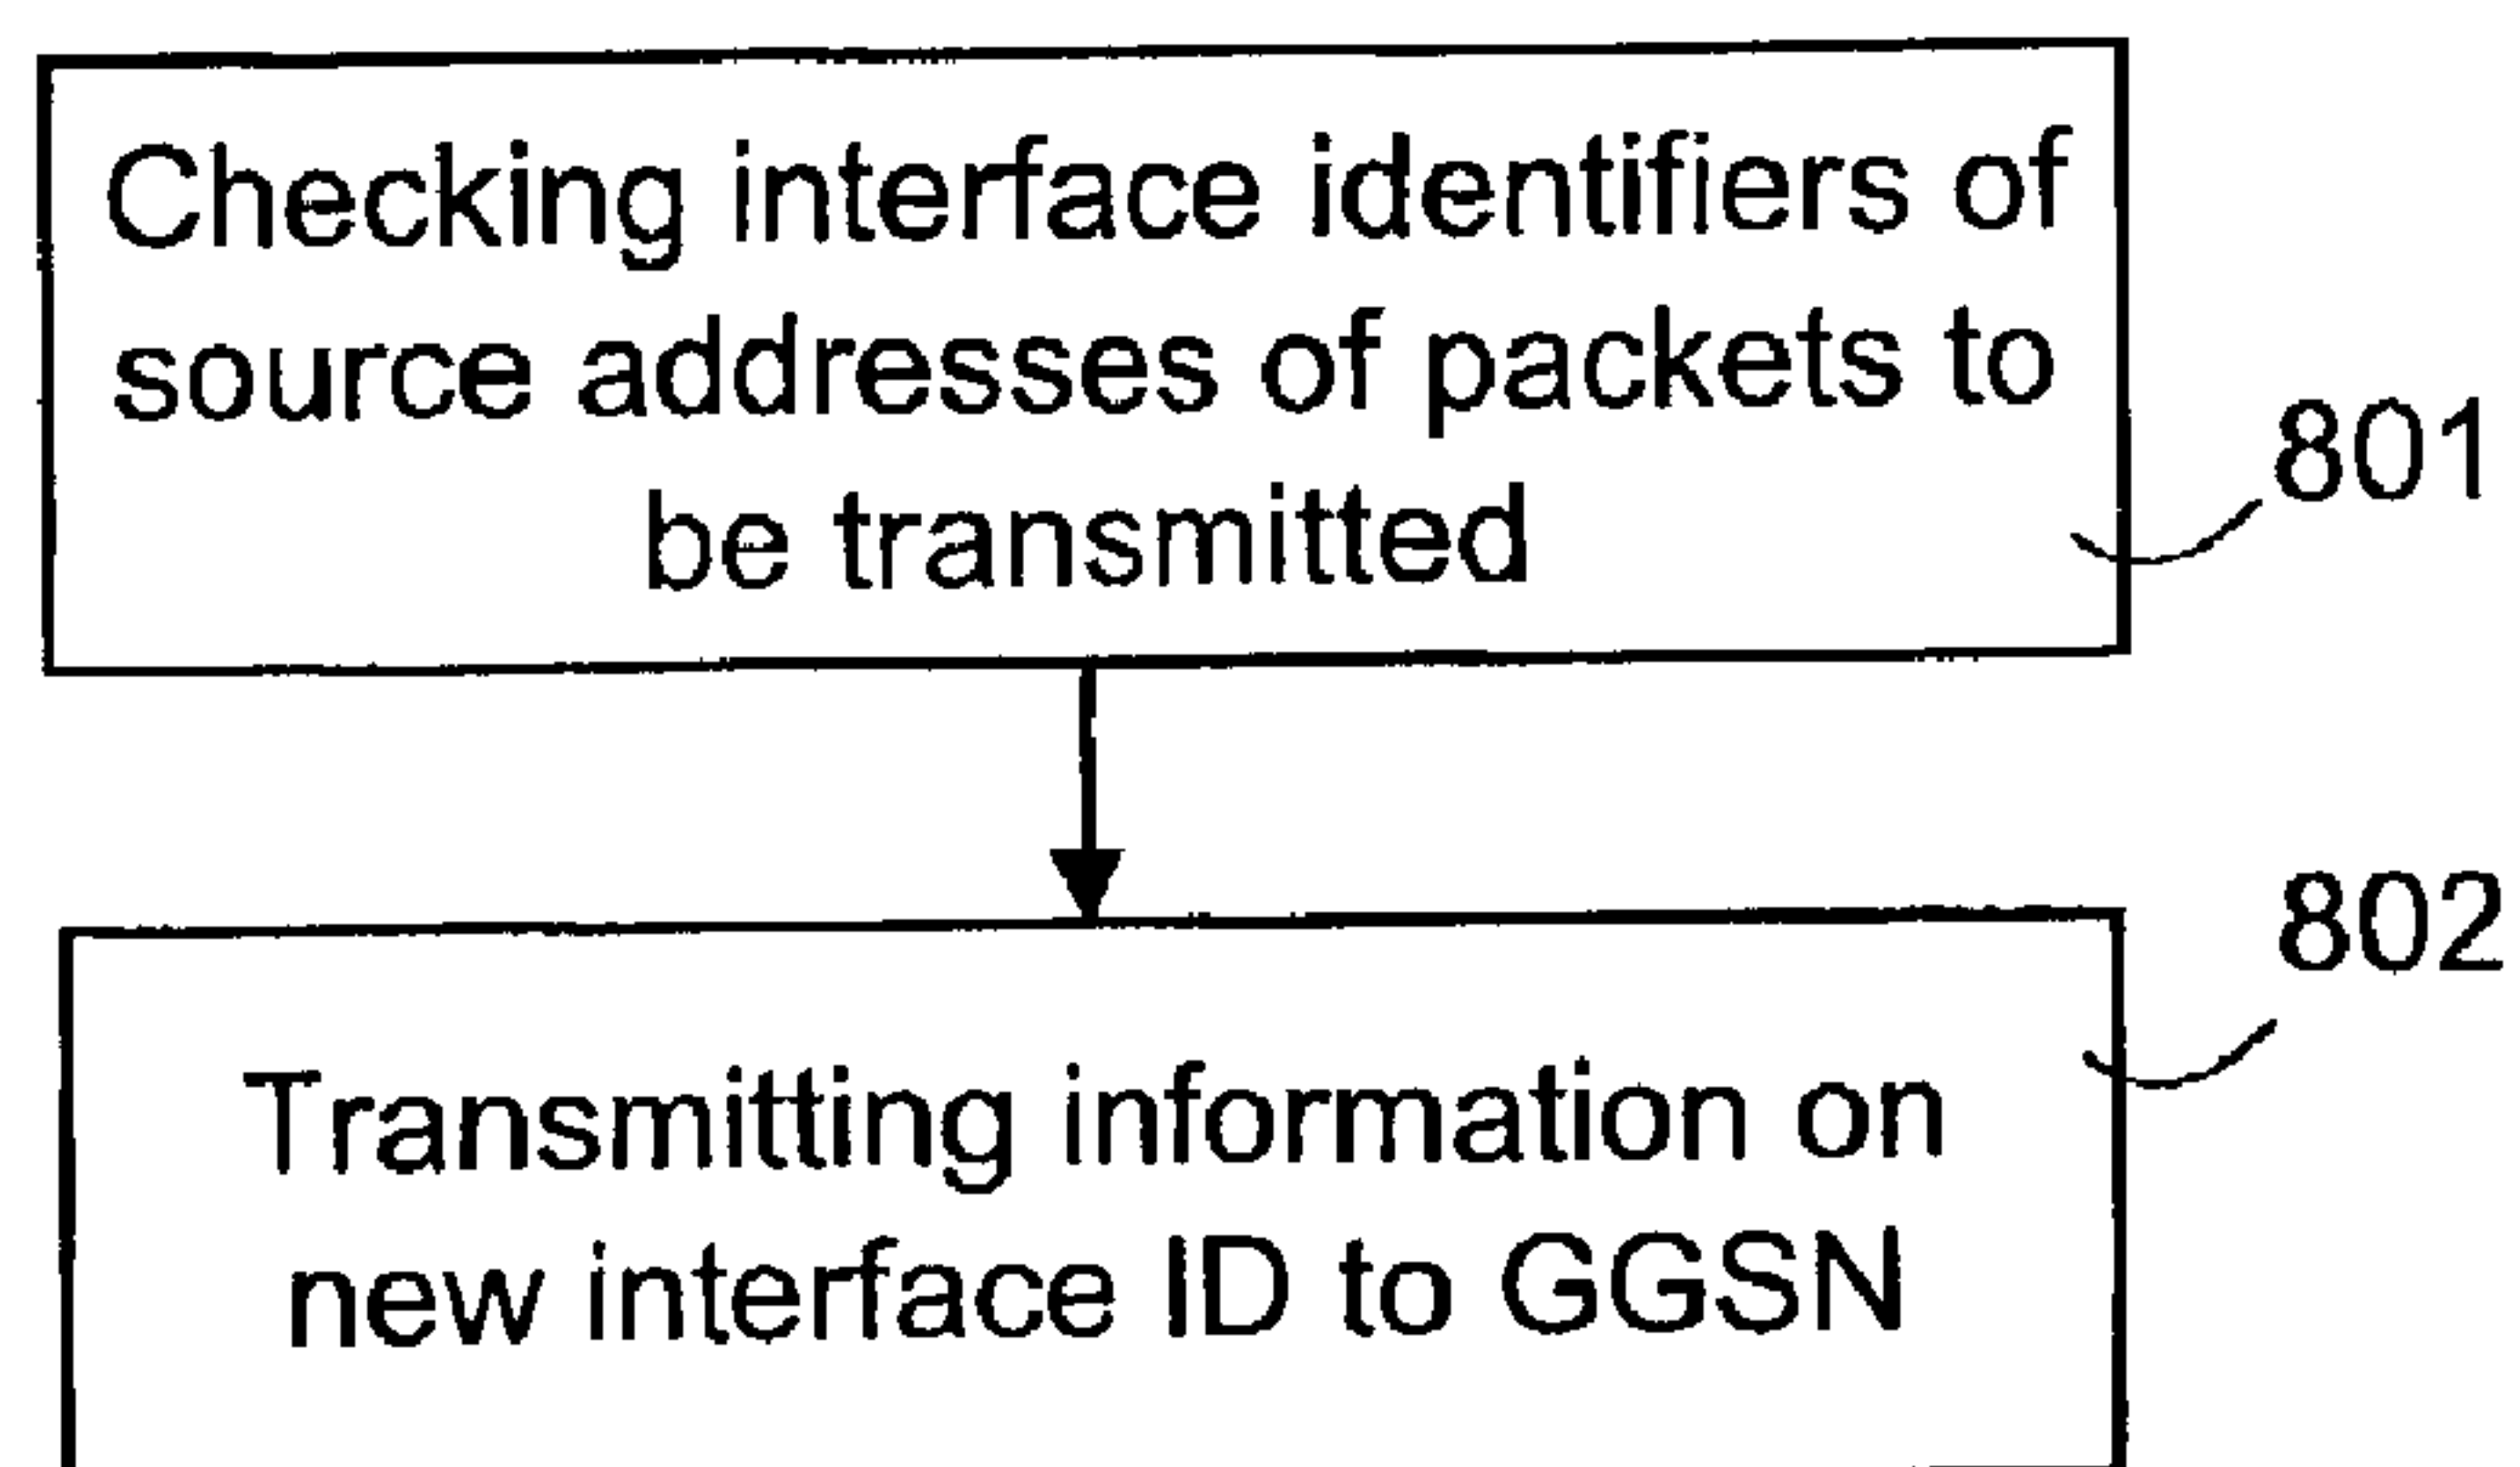 Checking interface identifiers of
source addresses of packets to
be transmitted
801
802
Transmitting information on
new interface ID to GGSN